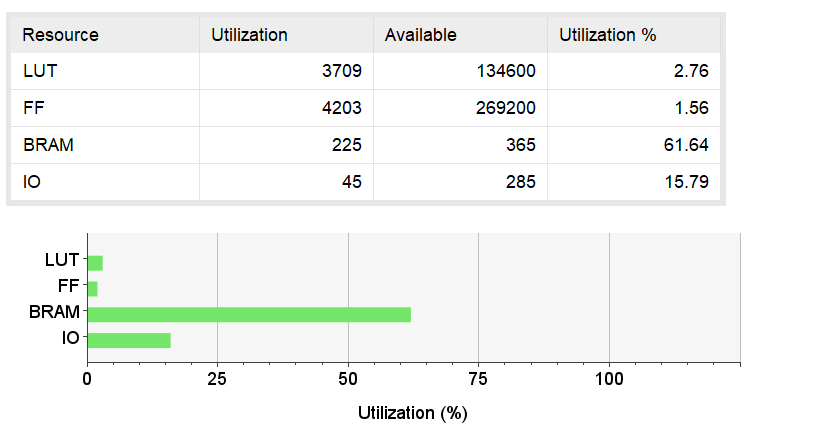 Resource Utilization Available Utilization %
LUT 3709 134600 2.76
FF 4203 269200 1.56
BRAM 225 365 61.64
IO 45 285 15.79
LUT
FF
BRAM
IO
0 25 50 75 100
Utilization (%)